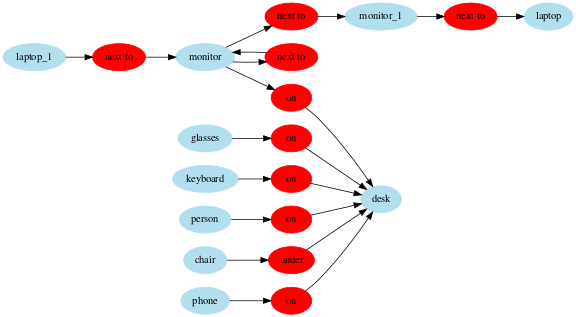 next to
monitor_1
next to
laptop
laptop_1
next to
monitor
next to
on
glasses
on
keyboard
on
desk
person
on
chair
under
phone
on